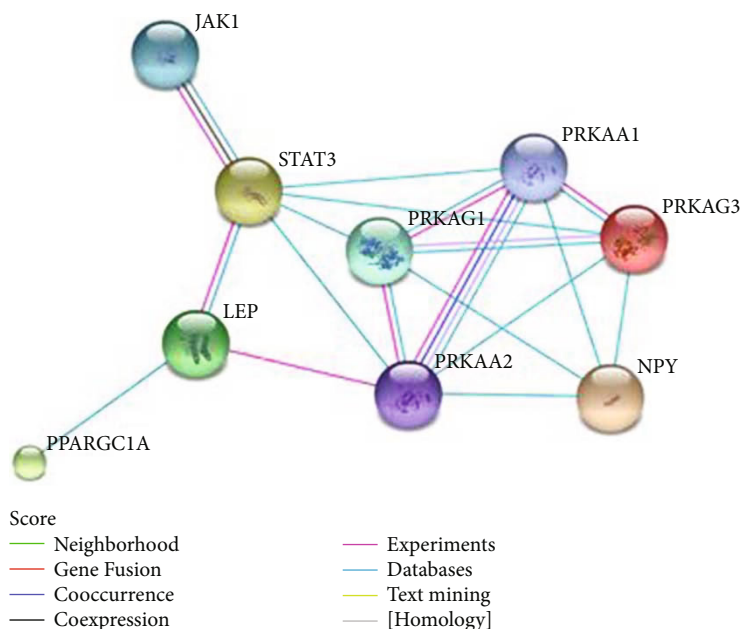 JAK1
STAT3
PRKAA1
PRKAG3
PRKAG1
LEP
PRKAA2
NPY
PPARGC1A
Score
Neighborhood
Gene Fusion
Cooccurrence
Coexpression
Experiments
Databases
Text mining
[Homology]